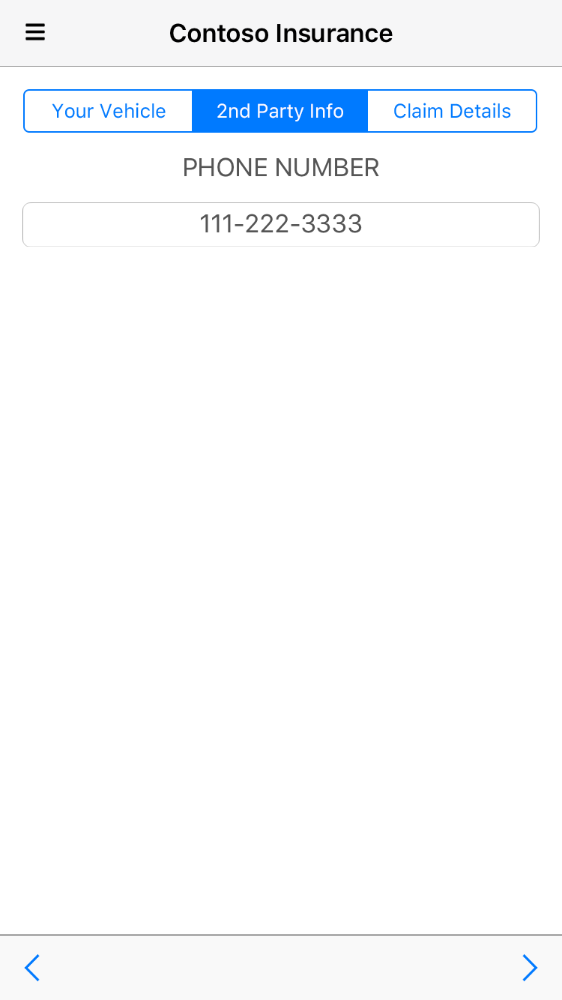 Contoso Insurance
Your Vehicle 2nd Party Info Claim Details
PHONE NUMBER
111-222-3333